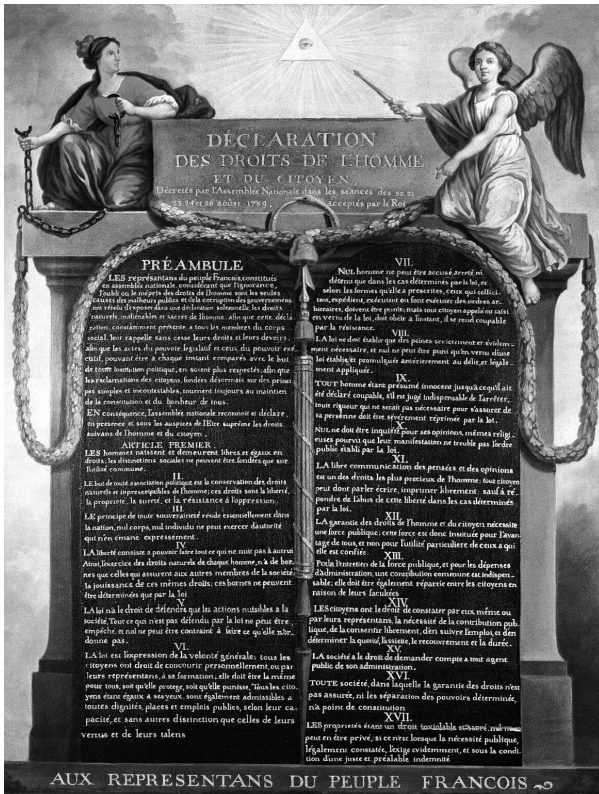 DÉCLARATION
DES DROITS DE L'HOMME
ET DU CITOYEN
Décretés par l'Assemblée Nationale dans les séances des 20. 21
23. 24 et 26 août 1789. acceptés par le Roi
PRÉAMBULE
LES représentans du peuple François, constitués
en assemblée nationale, considérant que l'ignorance,
l'oubli ou le mépris des droits de l'homme sont les seules
causes des malheurs publics et de la corruption des gouvernemens
ont résolu d'exposer dans une déclaration solemnelle, les droits
naturels, inaliénables et sacrés de l'homme; afin que cette décla
ration, constamment présente a tous les membres du corps
social, leur rappelle sans cesse leurs droits et leurs devoirs,
afin que les actes du pouvoir législatif et ceux du pouvoir exé
cutif, pouvant être a chaque instant comparés avec le but
de toute institution politique, en soient plus respectés; afin que
les réclamations des citoyens, fondées désormais sur des princi
pes simples et incontestables, tournent toujours au maintien
de la constitution et du bonheur de tous.
EN conséquence, l'assemblée nationale reconnoit et déclare,
en présence et sous les auspices de l'Etre suprême les droits
suivans de l'homme et du citoyen.
ARTICLE PREMIER.
LES hommes naissent et demeurent libres et égaux en
droits; les distinctions sociales ne peuvent être fondées que sur
l'utilité commune.
II.
LE but de toute association politique est la conservation des droits
naturels et inprescriptibles de l'homme; ces droits sont la liberté,
la propriété, la sureté, et la résistance à l'oppression.
III.
LE principe de toute souveraineté réside essentiellement dans
la nation, nul corps, nul individu ne peut exercer d'autorité
qui n'en émane expressement.
IV.
LA liberté consiste a pouvoir faire tout ce qui ne nuit pas à autrui
Ainsi, l'exercice des droits naturels de chaque homme, n'a de bor-
nes que celles qui assurent aux autres membres de la société
la jouissance de ces mêmes droits; ces bornes ne peuvent
être déterminées que par la loi
V.
LA loi n'a le droit de défendre que les actions nuisibles à la
société. Tout ce qui n'est pas défendu par la loi ne peut être
empêché, et nul ne peut être contraint à faire ce qu'elle n'or-
donne pas.
VI.
LA loi est l'expression de la volonté générale; tous les
citoyens ont droit de concourir personnellement, ou par
leurs représentans, à sa formation; elle doit être la même
pour tous, soit qu'elle protege, soit qu'elle punisse, Tous les cito-
yens étant égaux à ses yeux, sont également admissibles à
toutes dignités, places et emplois publics, selon leur ca-
pacité, et sans autres distinction que celles de leurs
vertus et de leurs talens
VII.
NUL homme ne peut être accusé, arreté ni
détenu que dans les cas déterminés par la loi, et
selon les formes qu'elle a prescrites, ceux qui sollici-
tent, expédient, exécutent ou font exécuter des ordres ar-
bitraires, doivent être punis; mais tout citoyen appelé ou saisi
en vertu de la loi, doit obéir a l'instant, il se rend coupable
par la résistance.
VIII.
LA loi ne doit établir que des peines strictement et évidem-
ment nécessaire, et nul ne peut être puni qu'en vertu d'une
loi établie, et promulguée antérieurement au délit, et légale-
ment appliquée.
IX.
TOUT homme étant présumé innocent jusqu'a ce qu'il ait
été déclaré coupable, s'il est jugé indispensable de l'arrêter,
toute rigueur qui ne serait pas nécessaire pour s'assurer de
sa personne doit être sévèrement réprimée par la loi.
X.
NUL ne doit être inquiété pour ses opinions, mêmes religi
euses pourvu que leur manifestation ne trouble pas l'ordre
public établi par la loi.
XI.
LA libre communication des pensées et des opinions
est un des droits les plus precieux de l'homme; tout citoyen
peut dont parler écrire, imprimer librement; sauf à ré-
pondre de l'abus de cette liberté dans les cas déterminés
par la loi.
XII.
LA garantie des droits de l'homme et du citoyen nécessite
une force publique; cette force est donc instituée pour l'avan-
tage de tous, et non pour l'utilité particuliere de ceux a qui
elle est confiée.
XIII.
Pour l'entretien de la force publique, et pour les dépenses
d'administration, une contribution commune est indispen-
sable; elle doit être également répartie entre les citoyens en
raison de leurs facultées
XIV.
LES citoyens ont le droit de constater par eux même ou
par leurs représentans, la nécessité de la contribution pub-
lique, de la consentir librement, d'en suivre l'emploi, et d'en
déterminer la quotité, l'assiette, le recouvrement et la durée.
XV.
LA société a le droit de demander compte a tout agent
public de son administration.
XVI.
TOUTE société, dans laquelle la garantie des droits n'est
pas assurée, ni les séparation des pouvoirs déterminée,
n'a point de constitution
XVII.
LES proprietés étant un droit inviolable et sacré, nul ne
peut en être privé, si ce n'est lorsque la nécessité publique,
légalement constatée, l'exige evidemment, et sous la condi-
tion d'une juste et préalable indemnité
AUX REPRESENTANS DU PEUPLE FRANCOIS